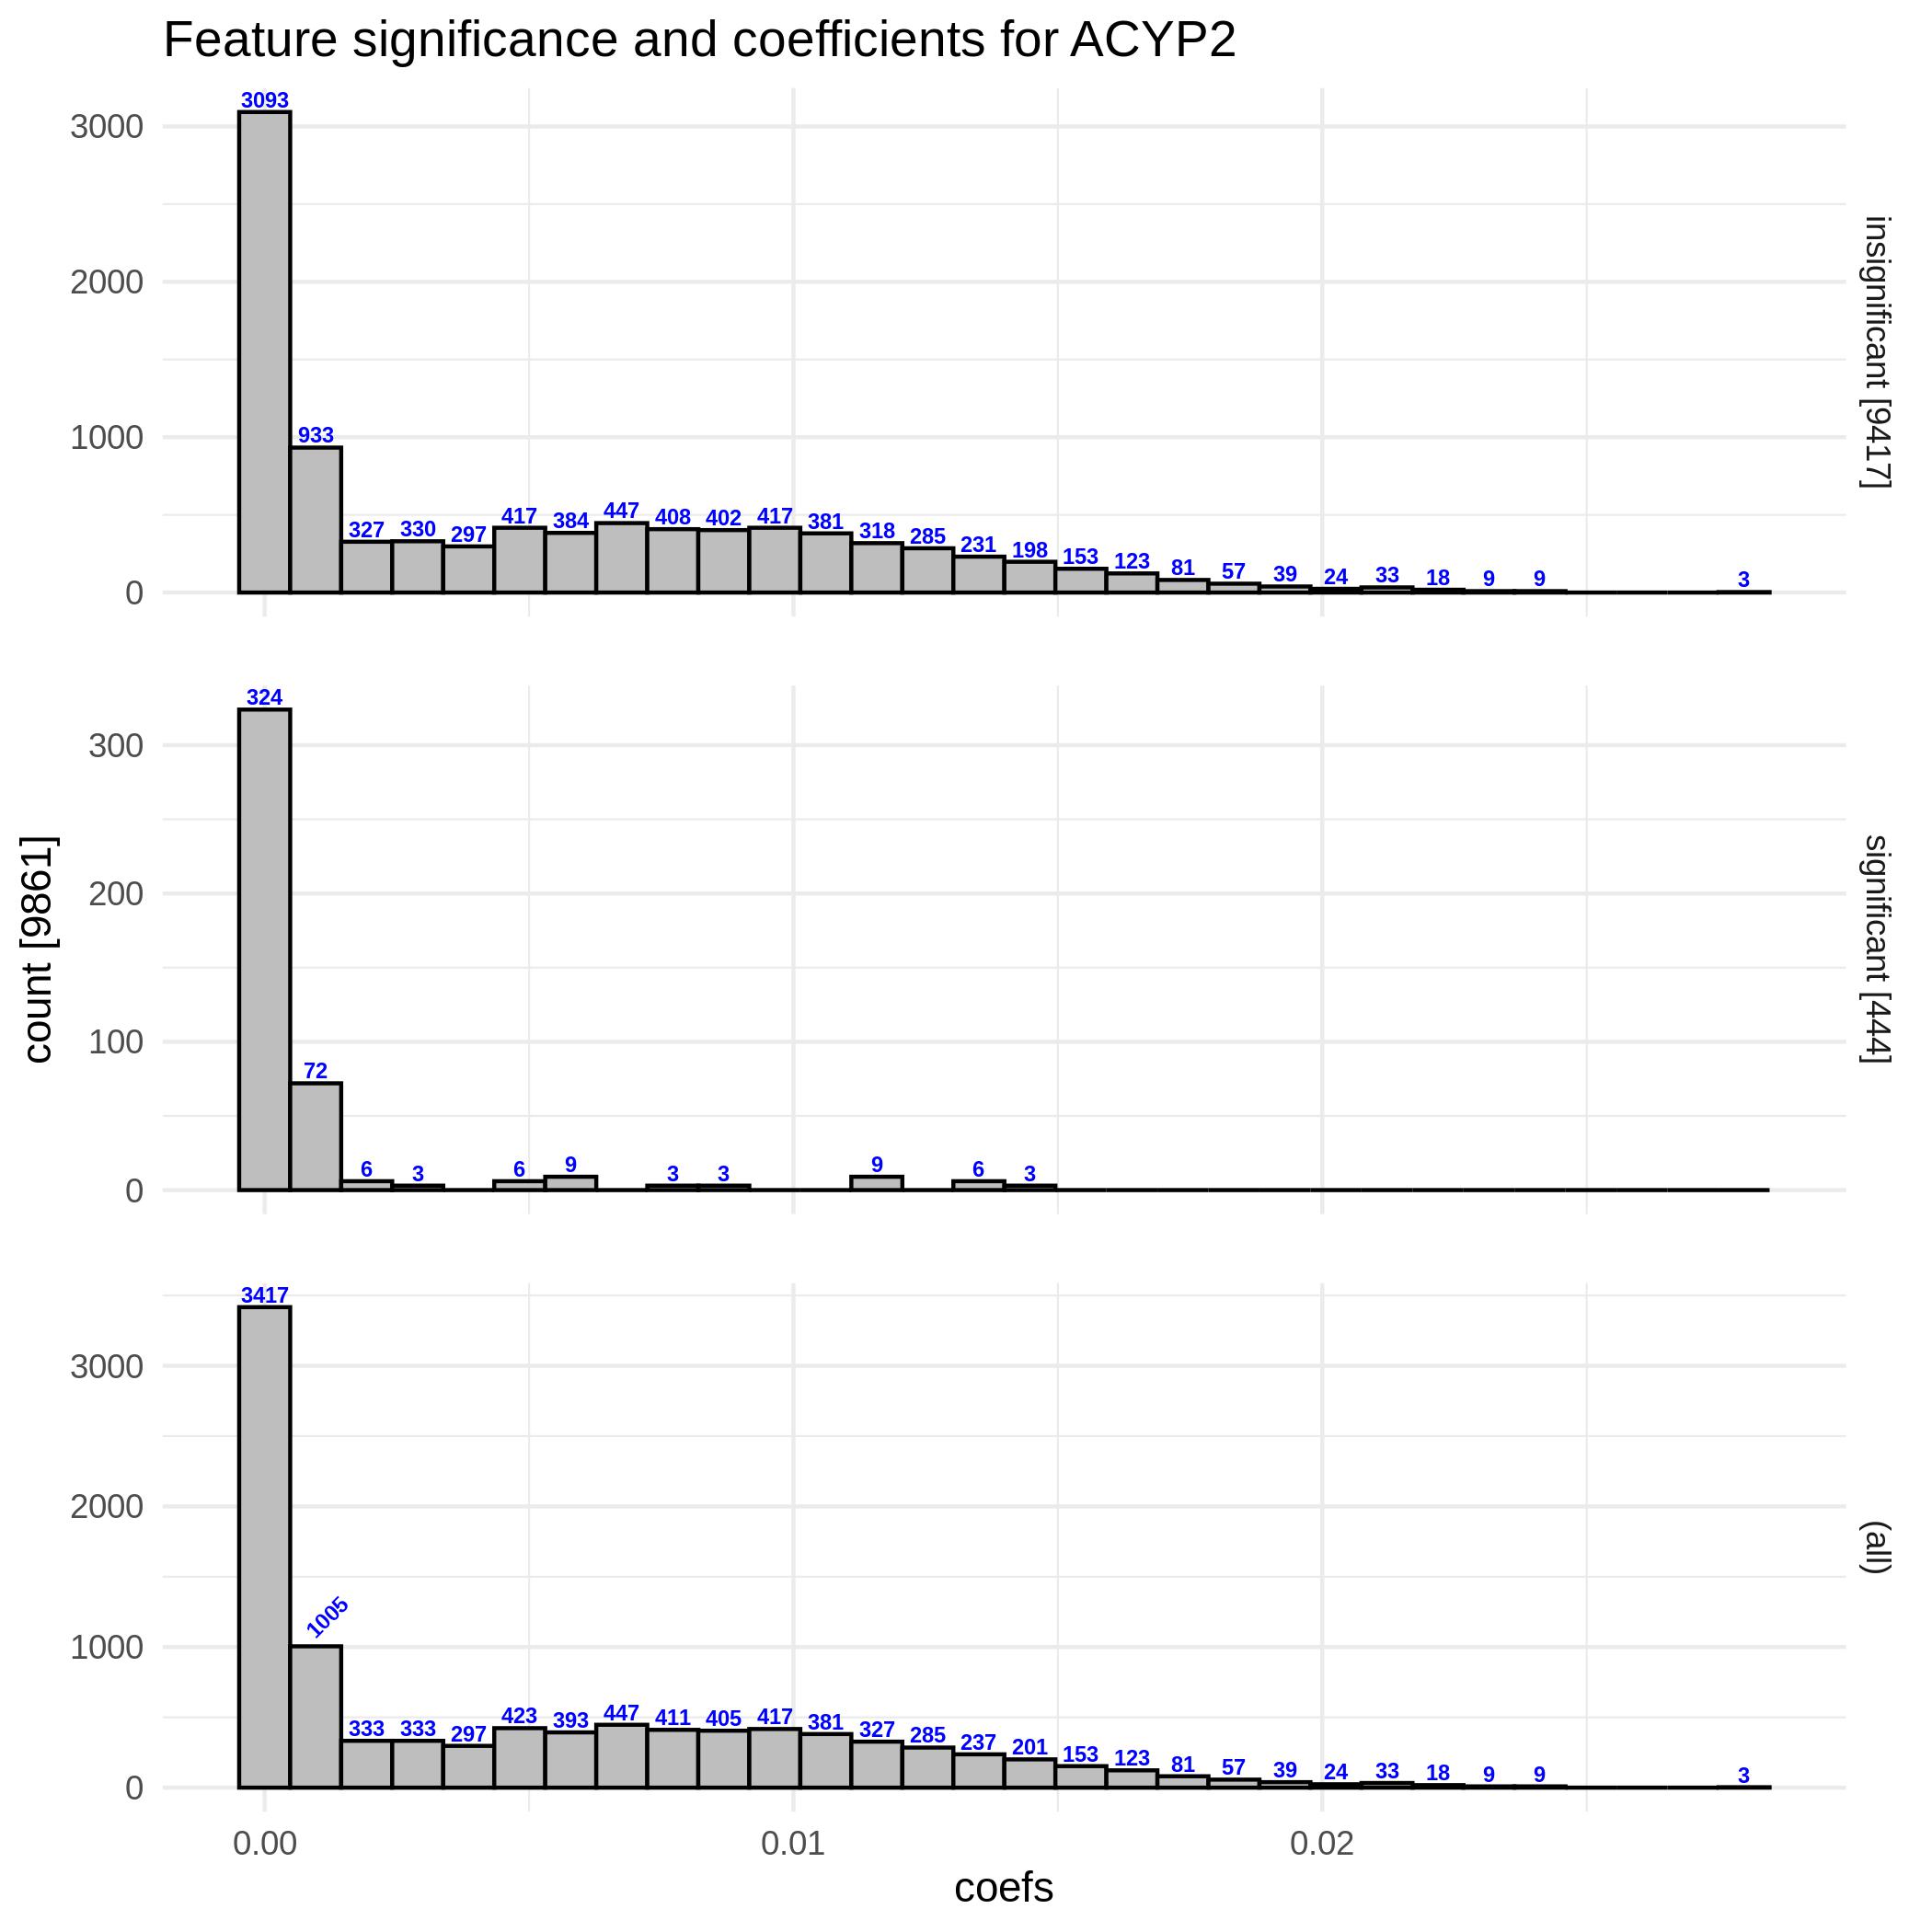 Feature significance and coefficients for ACYP2
count [9861]
3000
2000
1000
0
3093
933
327 330 297 417 384 447 408 402 417 381 318 285 231 198 153 123 81 57 39 24 33 18 9 9 3
insignificant [9417]
300
200
100
0
324
72
6 3 6 9 3 3 9 6 3
significant [444]
3000
2000
1000
0
3417
1005
333 333 297 423 393 447 411 405 417 381 327 285 237 201 153 123 81 57 39 24 33 18 9 9 3
(all)
0.00 0.01 0.02
coefs